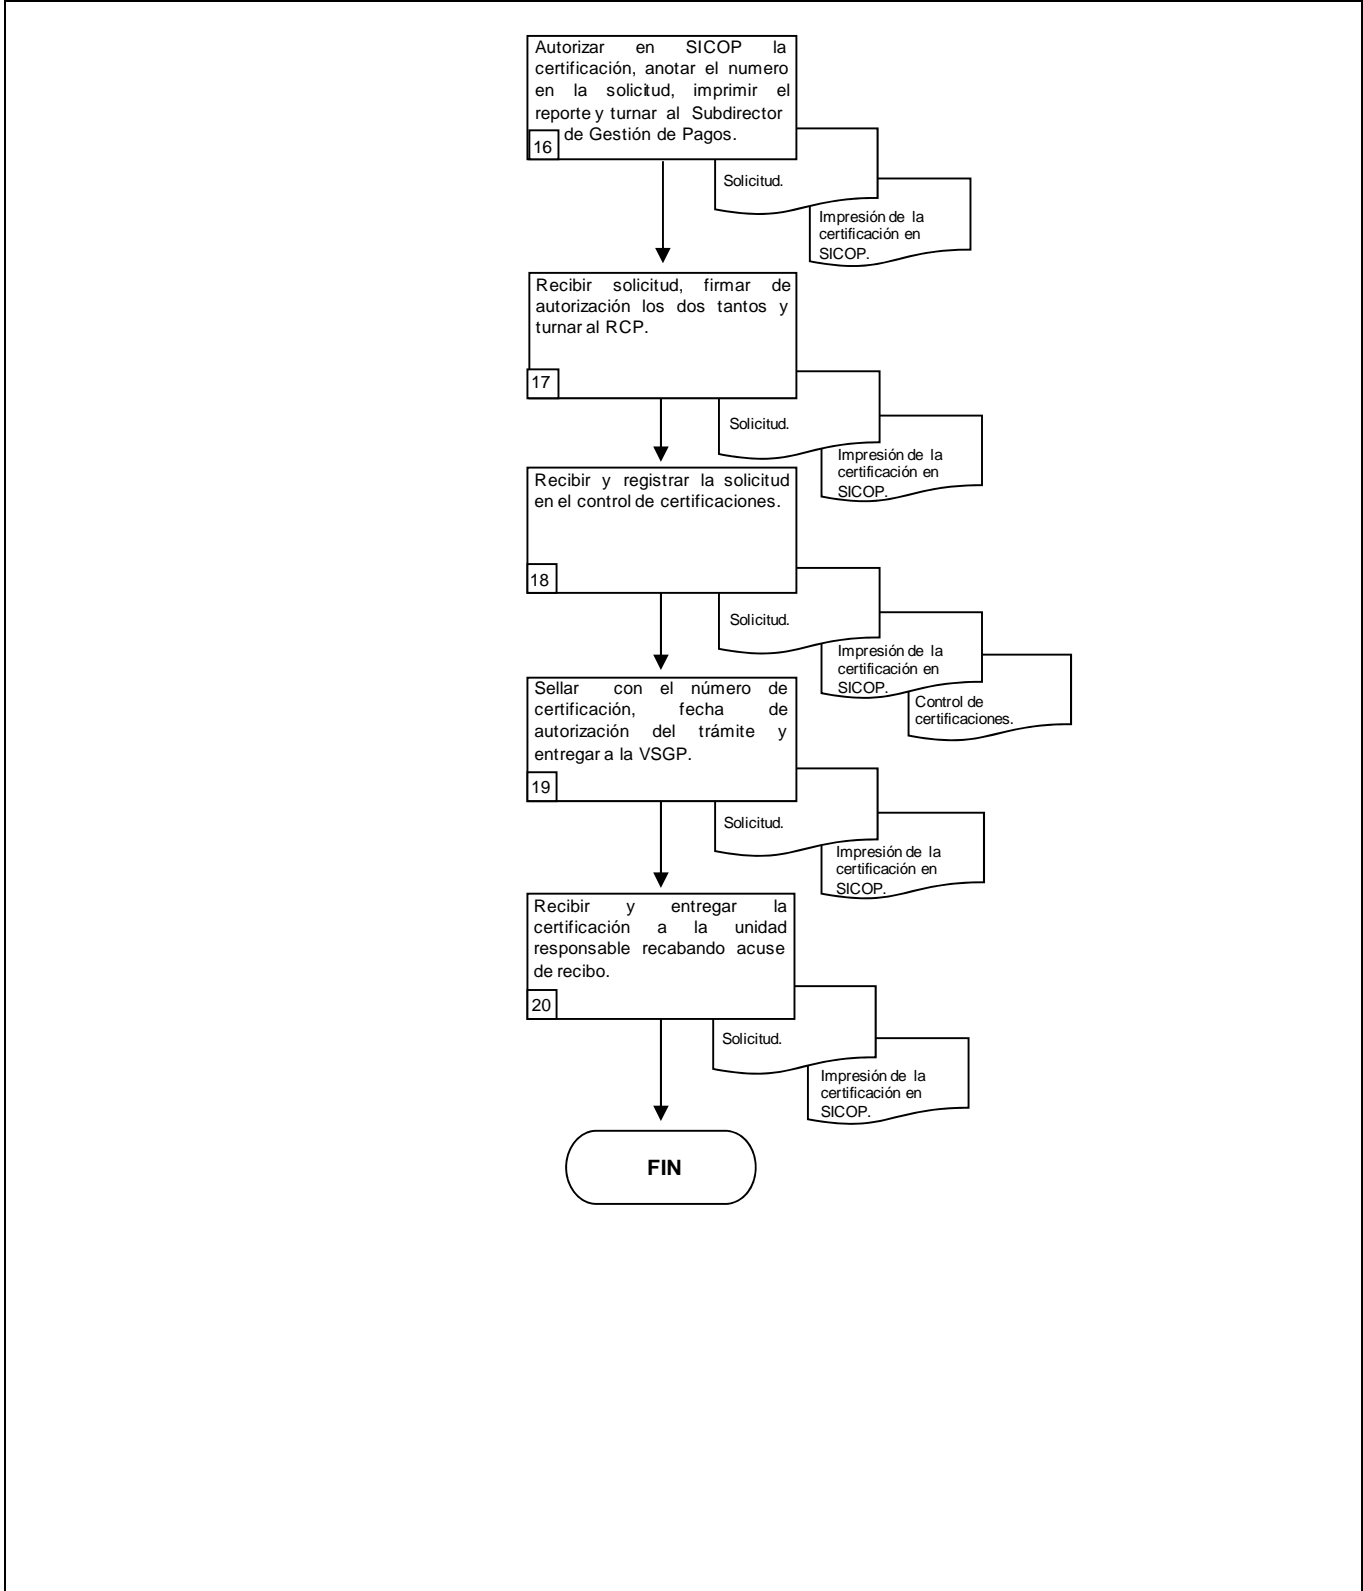 Autorizar en SICOP la
certificación, anotar el numero
en la solicitud, imprimir el
reporte y turnar al Subdirector
de Gestión de Pagos.
16
Solicitud.
Impresión de la
certificación en
SICOP.
Recibir solicitud, firmar de
autorización los dos tantos y
turnar al RCP.
17
Solicitud.
Impresión de la
certificación en
SICOP.
Recibir y registrar la solicitud
en el control de certificaciones.
18
Solicitud.
Impresión de la
certificación en
SICOP.
Control de
certificaciones.
Sellar con el número de
certificación, fecha de
autorización del trámite y
entregar a la VSGP.
19
Solicitud.
Impresión de la
certificación en
SICOP.
Recibir y entregar la
certificación a la unidad
responsable recabando acuse
de recibo.
20
Solicitud.
Impresión de la
certificación en
SICOP.
FIN